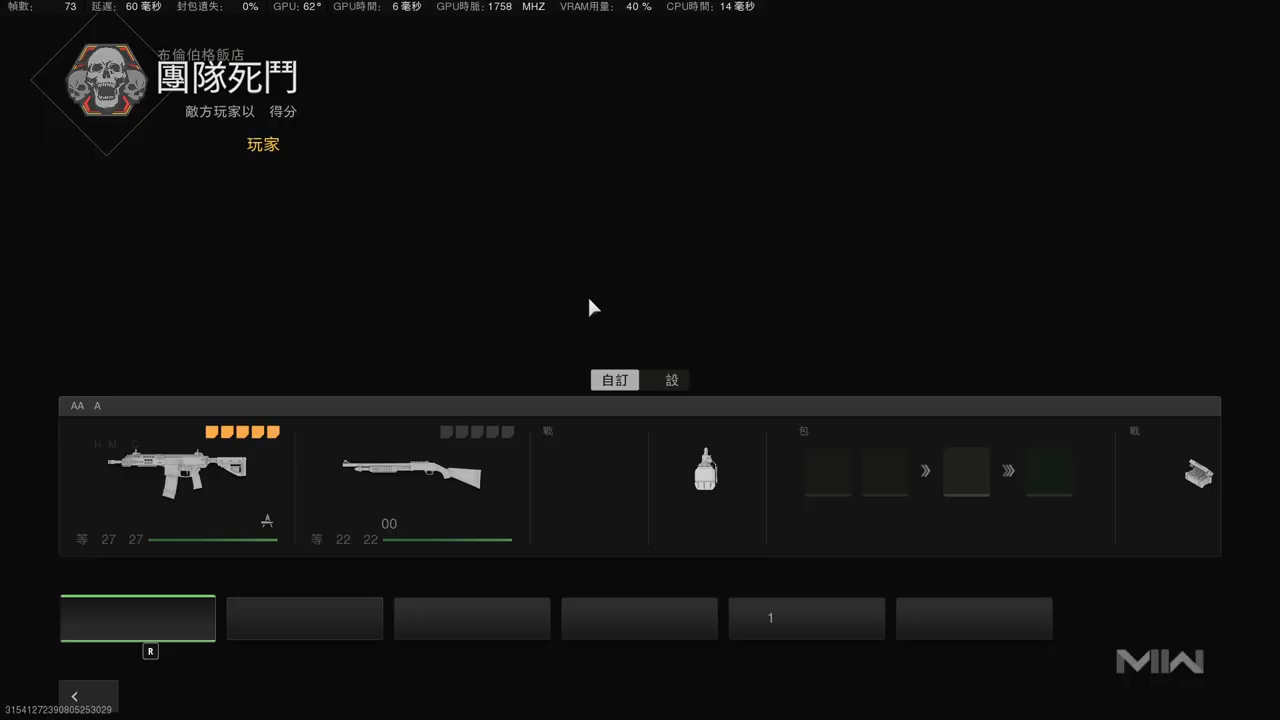 幀數： 73 延遲： 60 毫秒 封包遺失： 0% GPU： 62° GPU時間： 6 毫秒 GPU時脈： 1758 MHZ VRAM用量： 40 % CPU時間： 14 毫秒
布倫伯格飯店
團隊死鬥
敵方玩家以 得分
玩家
自訂 設
AA A
H M C 戰 包 戰
00
等 27 27 等 22 22
1
R
MW
31541272390805253029